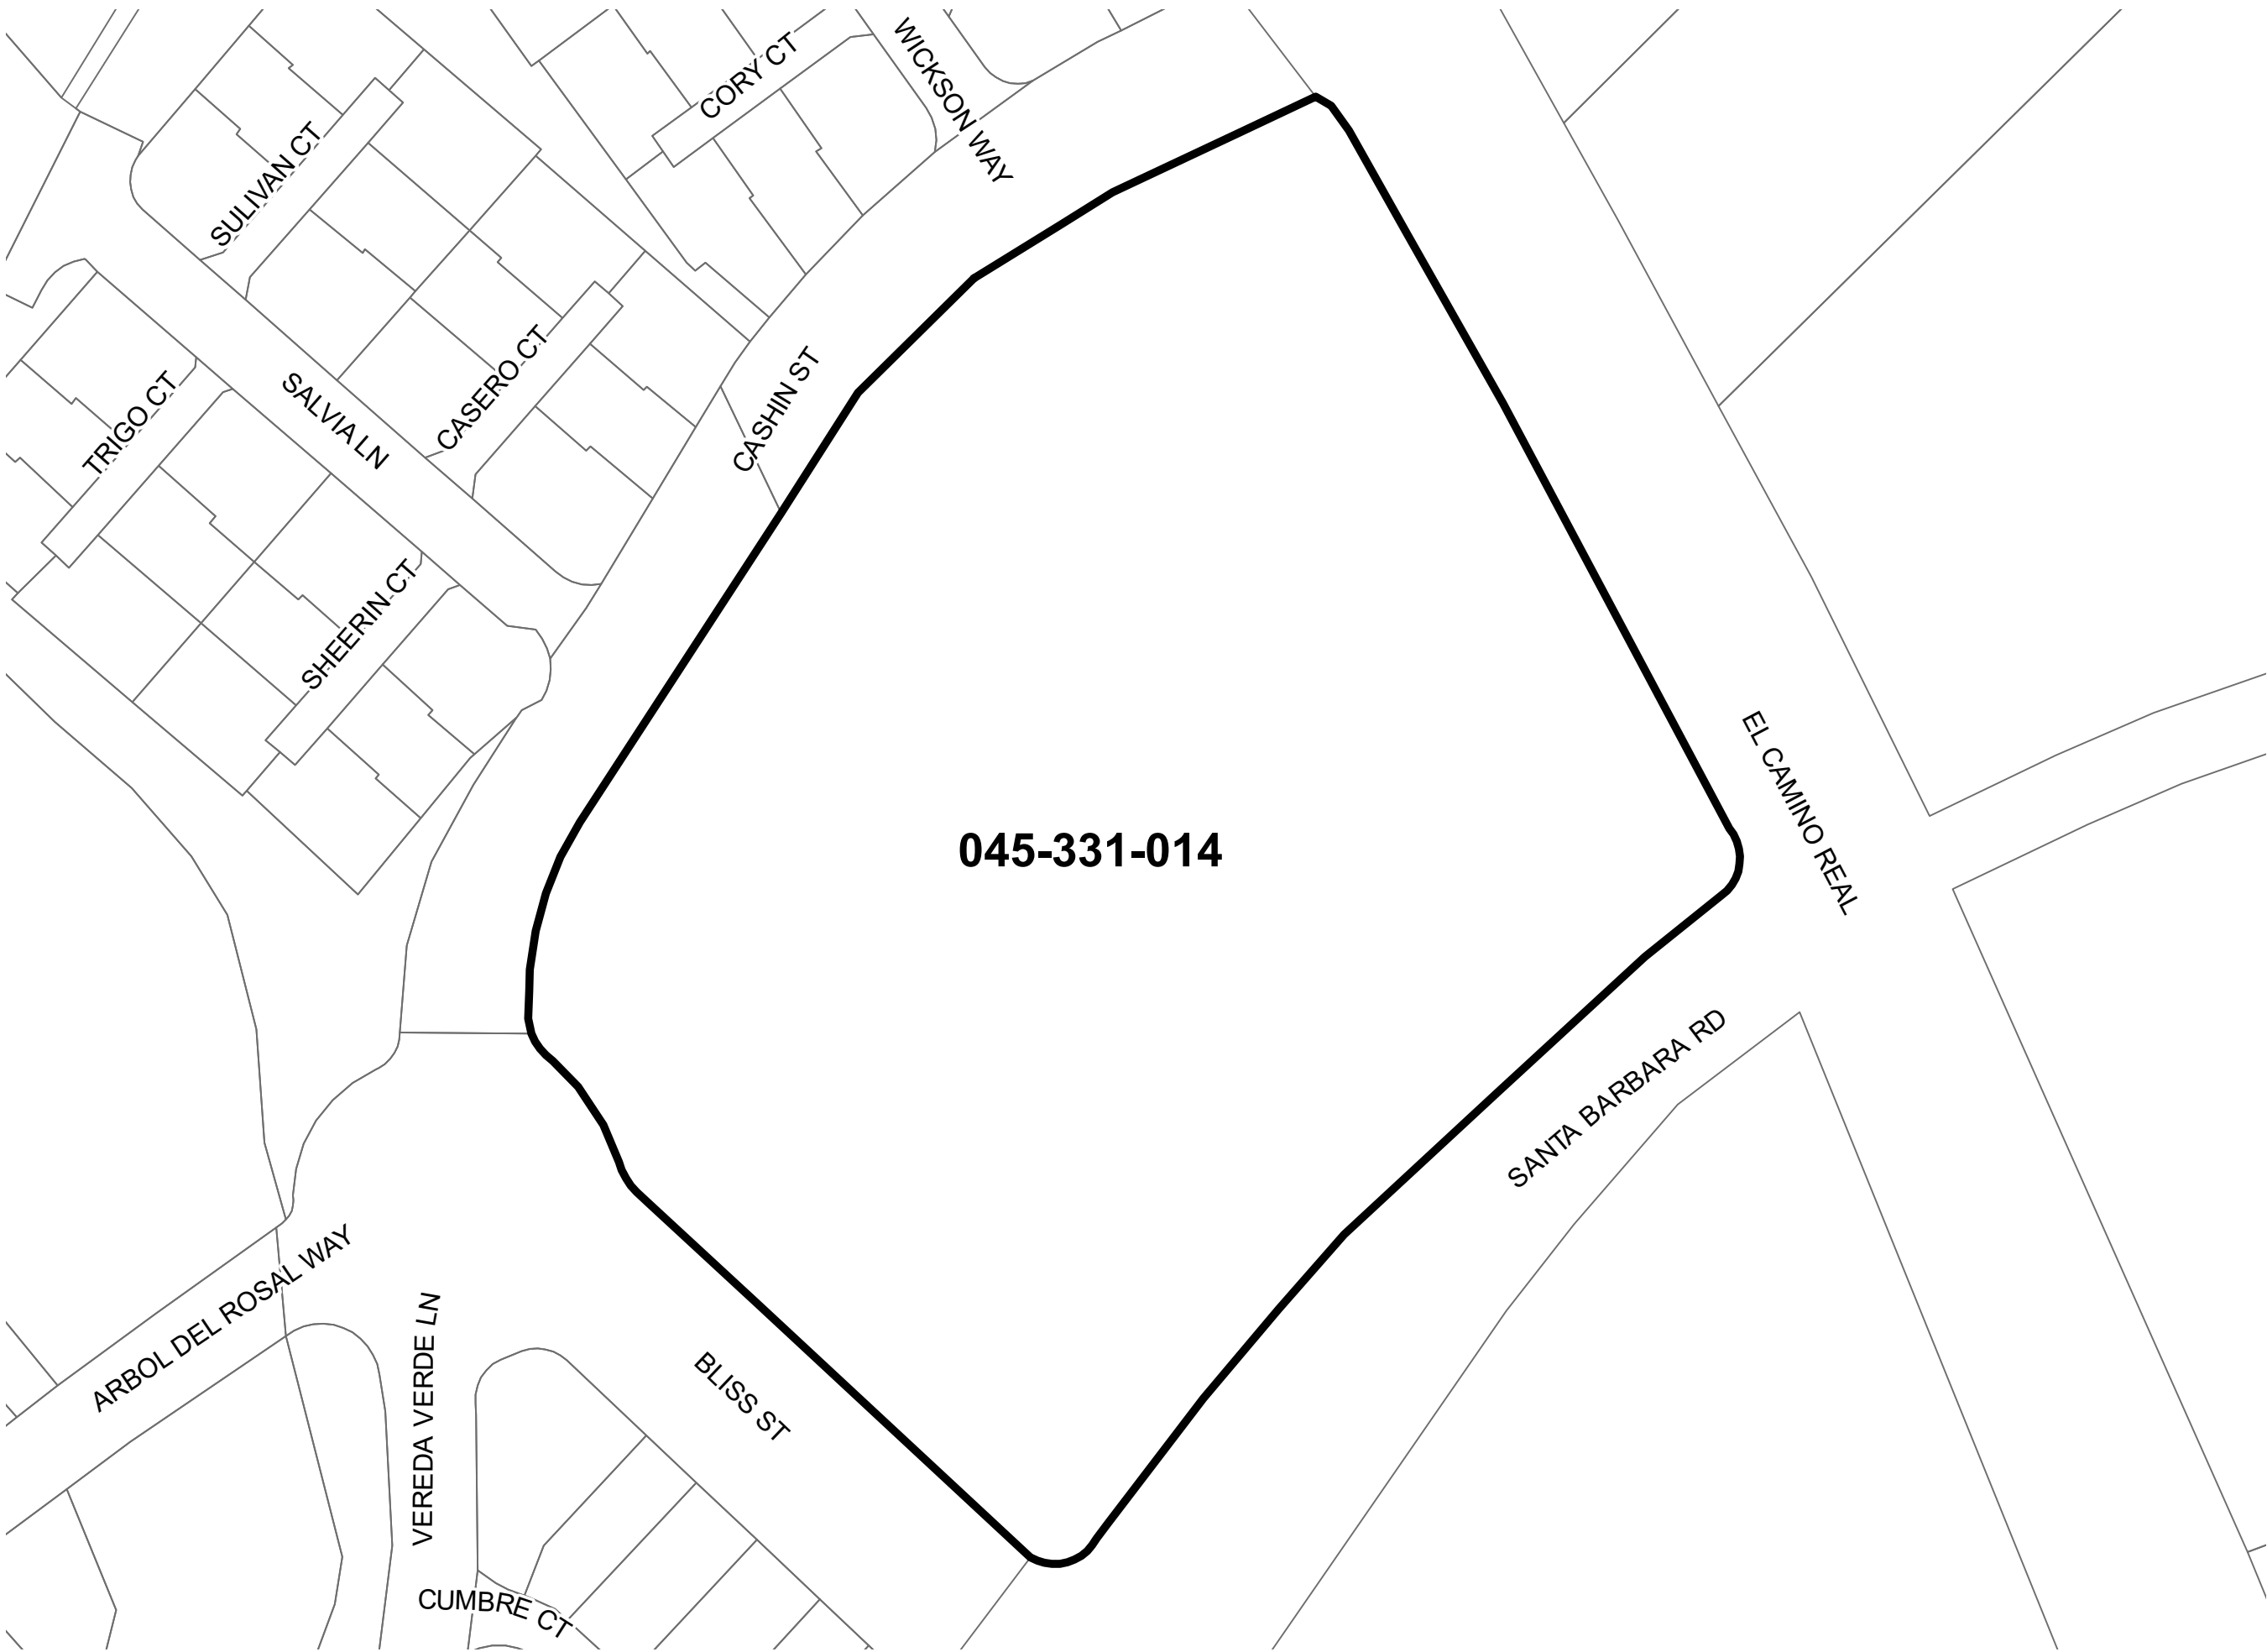 CORY CT
WICKSON WAY
SULIVAN CT
CASERO CT
CASHIN ST
TRIGO CT
SALVIA LN
SHEERIN CT
EL CAMINO REAL
045-331-014
SANTA BARBARA RD
ARBOL DEL ROSAL WAY
VEREDA VERDE LN
BLISS ST
CUMBRE CT